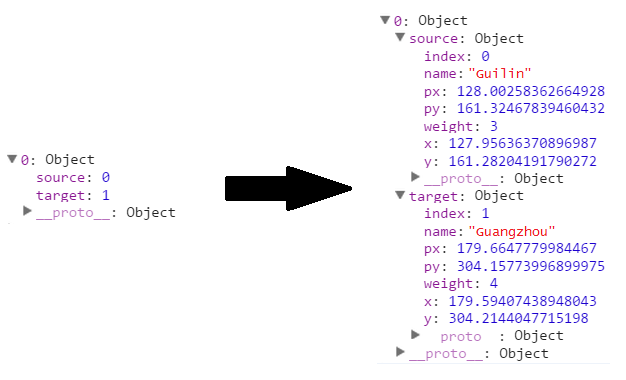 ▼0: Object
source: 0
target: 1
▶__proto__: Object
▼0: Object
▼source: Object
index: 0
name:"Guilin"
px: 128.00258362664928
py: 161.32467839460432
weight: 3
x: 127.95636370896987
y: 161.28204191790272
▶__proto__: Object
▼target: Object
index: 1
name:"Guangzhou"
px: 179.6647779984467
py: 304.15773996899975
weight: 4
x: 179.59407438948043
y: 304.2144047715198
▶ proto : Object
▶__proto__: Object